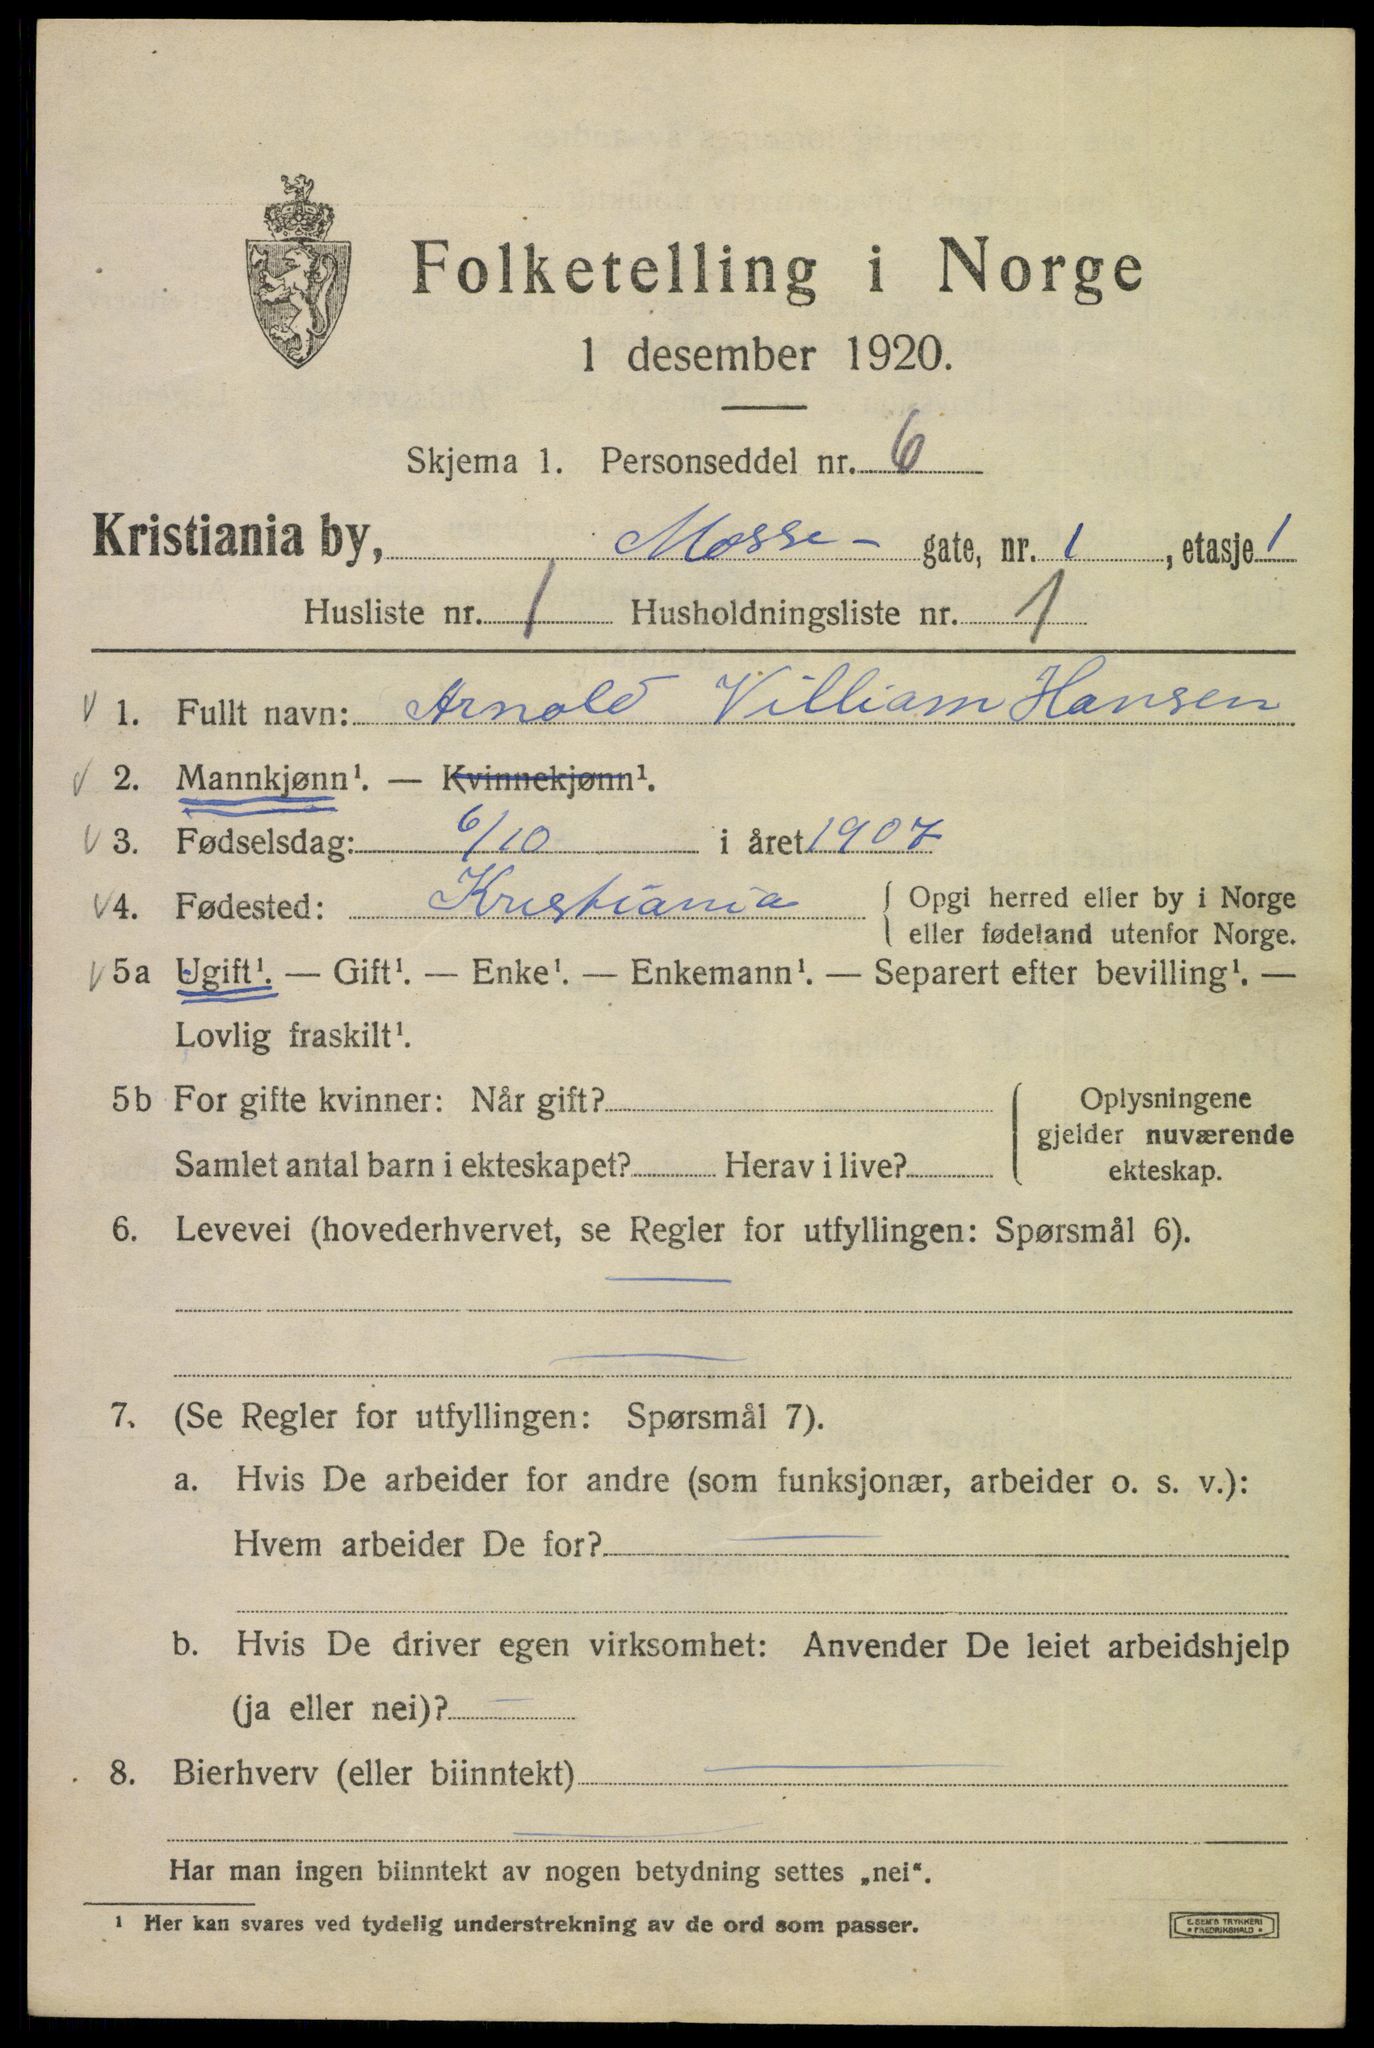 Folketelling i Norge
1 desember 1920.
Skjema 1. Personseddel nr. 6
Kristiania by, Mosse- gate, nr. 1, etasje 1
Husliste nr. 1 Husholdningsliste nr. 1
1. Fullt navn: Arnold Villiam Hansen
2. Mannkjønn¹. — Kvinnekjønn¹.
3. Fødselsdag: 6/10 i året 1907
4. Fødested: Kristiania { Opgi herred eller by i Norge
eller fødeland utenfor Norge.
5a Ugift¹. — Gift¹. — Enke¹. — Enkemann¹. — Separert efter bevilling¹. —
Lovlig fraskilt¹.
5b For gifte kvinner: Når gift? Oplysningene
gjelder nuværende
Samlet antal barn i ekteskapet? Herav i live? ekteskap.
6. Levevei (hovederhvervet, se Regler for utfyllingen: Spørsmål 6).
—
—
7. (Se Regler for utfyllingen: Spørsmål 7).
a. Hvis De arbeider for andre (som funksjonær, arbeider o. s. v.):
Hvem arbeider De for? —
b. Hvis De driver egen virksomhet: Anvender De leiet arbeidshjelp
(ja eller nei)? —
8. Bierhverv (eller biinntekt) —
—
Har man ingen biinntekt av nogen betydning settes „nei“.
¹ Her kan svares ved tydelig understrekning av de ord som passer.
E. SEM'S TRYKKERI
* FREDRIKSHALD *